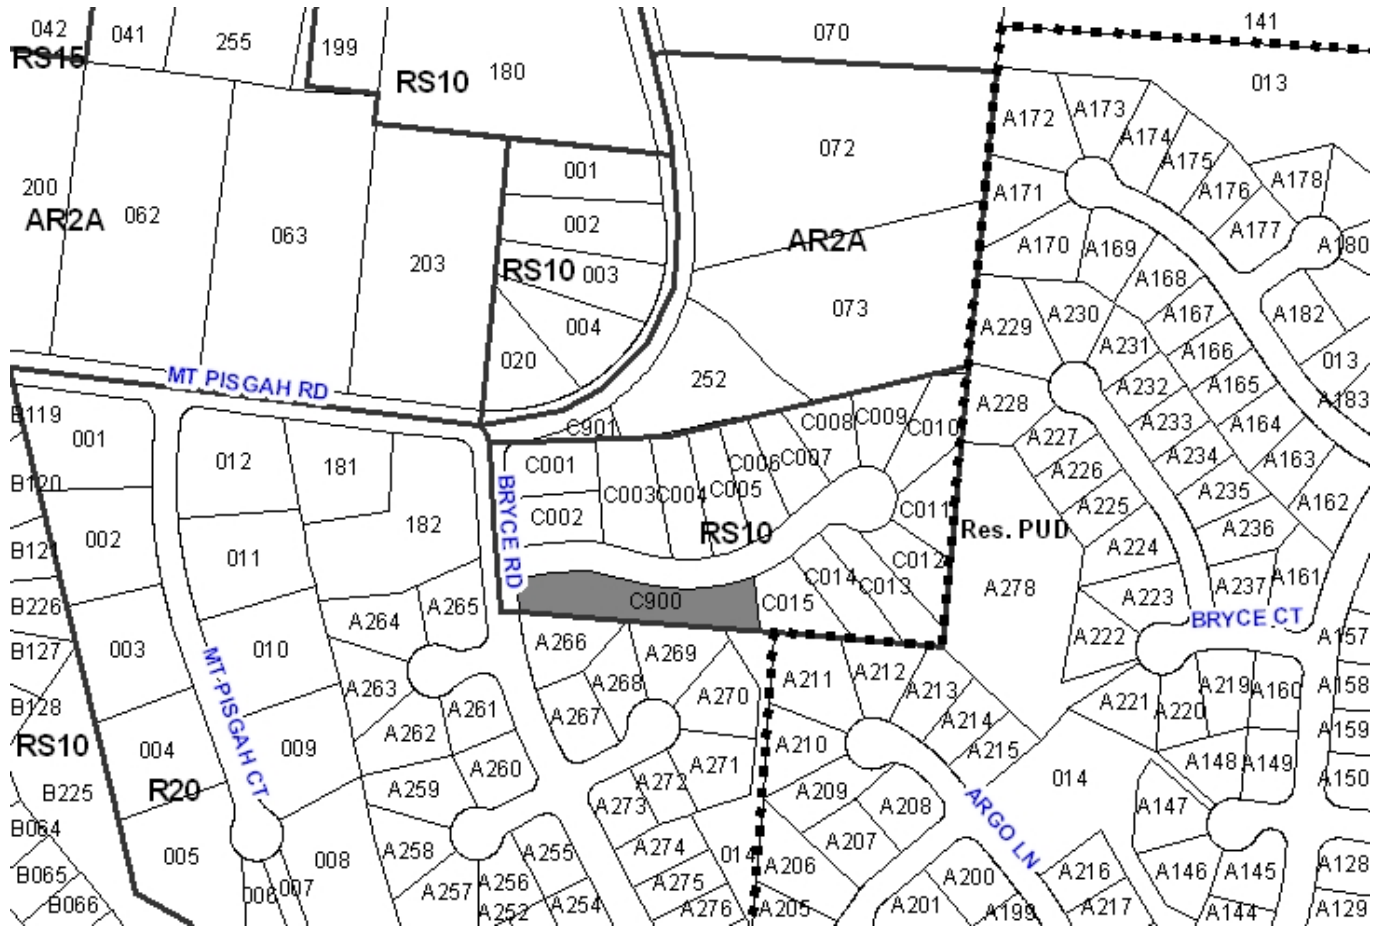 141
042
041
255
199
070
RS15
RS10
180
013
072
A172
A173
A174
A175
A176
A178
001
200
AR2A
062
063
203
002
RS10
003
004
020
AR2A
073
A171
A170
A169
A168
A177
A180
A167
A182
A229
A230
A231
A166
013
MT PISGAH RD
252
A232
A165
A183
A228
B119
001
C901
C008
C009
C010
A227
A233
A164
012
181
C001
C003
C004
C005
C006
C007
A226
A234
A163
B120
BRYCE RD
C002
RS10
C011
Res. PUD
A225
A235
A162
182
002
011
A224
A236
B121
C012
B226
C900
C014
C013
C015
A278
A223
A237
A161
A265
A264
BRYCE CT
A222
A157
003
010
B127
A266
A269
A211
A212
A213
A221
A220
A219
A160
A158
MT-PISGAH CT
A263
A268
A270
B128
A261
A267
A214
A159
RS10
004
009
A262
A210
A215
A148
A149
A150
A260
A271
014
B225
R20
A259
A272
A273
A209
A208
ARGO LN
A147
B064
A207
005
008
A258
A255
A274
014
A206
A200
A216
A146
A145
A128
B065
A257
A256
A275
B066
006
007
A252
A254
A276
A205
A201
A199
A217
A144
A129